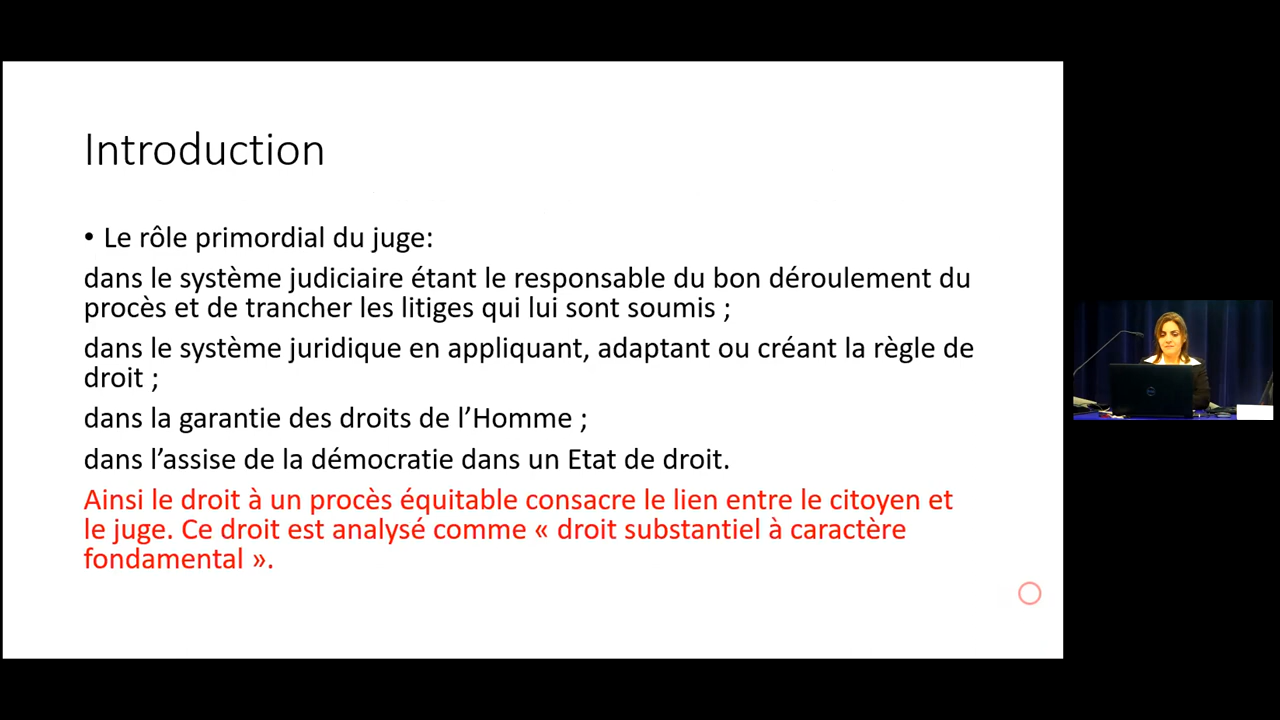 Introduction
• Le rôle primordial du juge:
dans le système judiciaire étant le responsable du bon déroulement du
procès et de trancher les litiges qui lui sont soumis ;
dans le système juridique en appliquant, adaptant ou créant la règle de
droit ;
dans la garantie des droits de l’Homme ;
dans l’assise de la démocratie dans un Etat de droit.
Ainsi le droit à un procès équitable consacre le lien entre le citoyen et
le juge. Ce droit est analysé comme « droit substantiel à caractère
fondamental ».